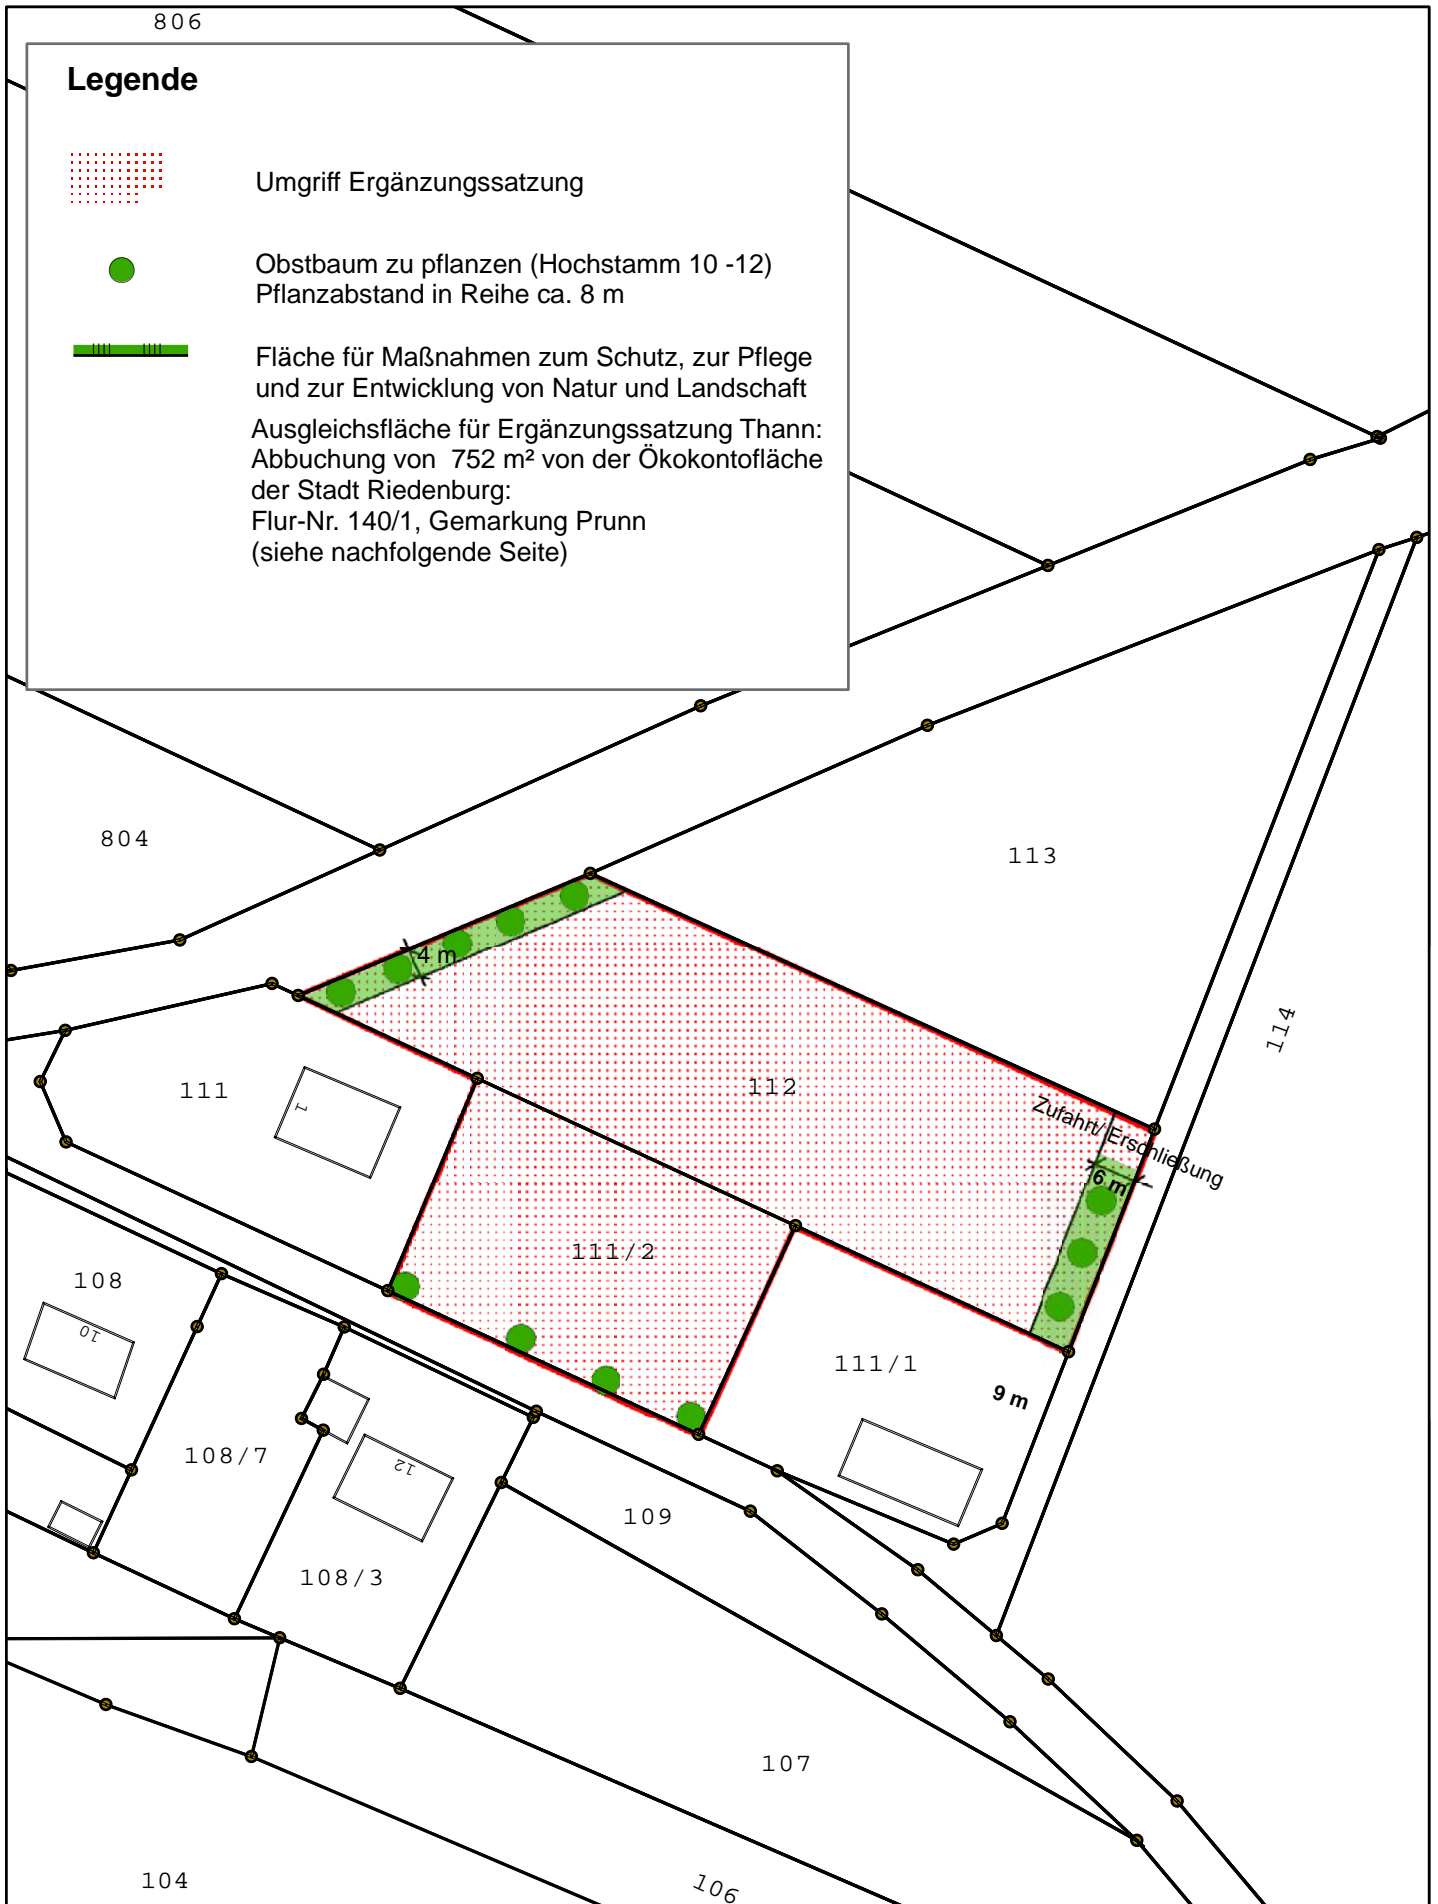 806
Legende
Umgriff Ergänzungssatzung
Obstbaum zu pflanzen (Hochstamm 10 -12)
Pflanzabstand in Reihe ca. 8 m
Fläche für Maßnahmen zum Schutz, zur Pflege
und zur Entwicklung von Natur und Landschaft
Ausgleichsfläche für Ergänzungssatzung Thann:
Abbuchung von 752 m² von der Ökokontofläche
der Stadt Riedenburg:
Flur-Nr. 140/1, Gemarkung Prunn
(siehe nachfolgende Seite)
804
113
4 m
114
111
1
112
Zufahrt/ Erschließung
6 m
111/2
108
10
111/1
9 m
108/7
12
109
108/3
107
104
106